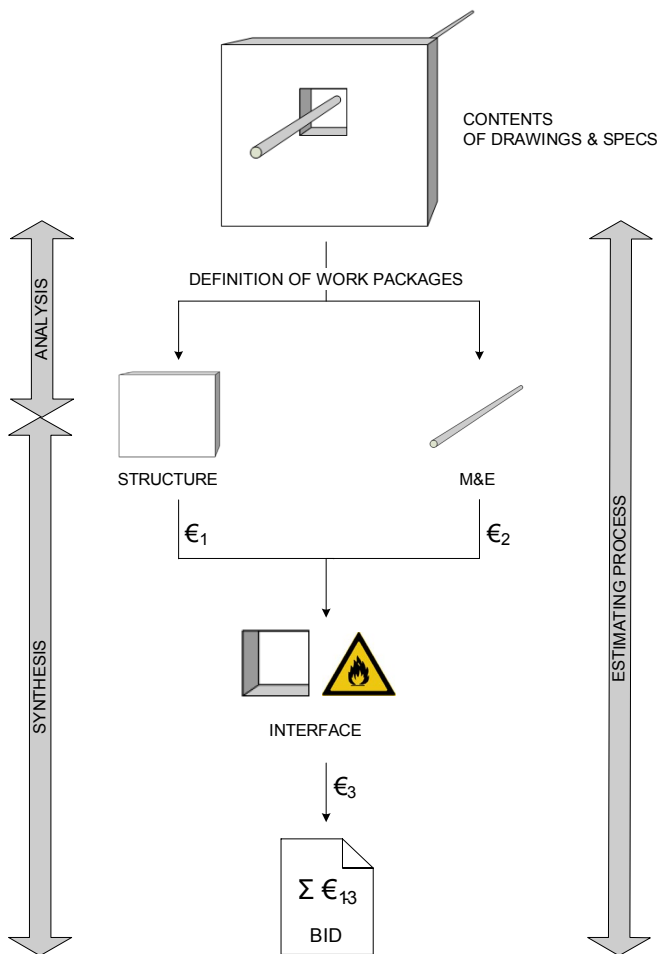 CONTENTS
OF DRAWINGS & SPECS
DEFINITION OF WORK PACKAGES
ANALYSIS
STRUCTURE
M&E
€1
€2
ESTIMATING PROCESS
SYNTHESIS
INTERFACE
€3
Σ €1-3
BID